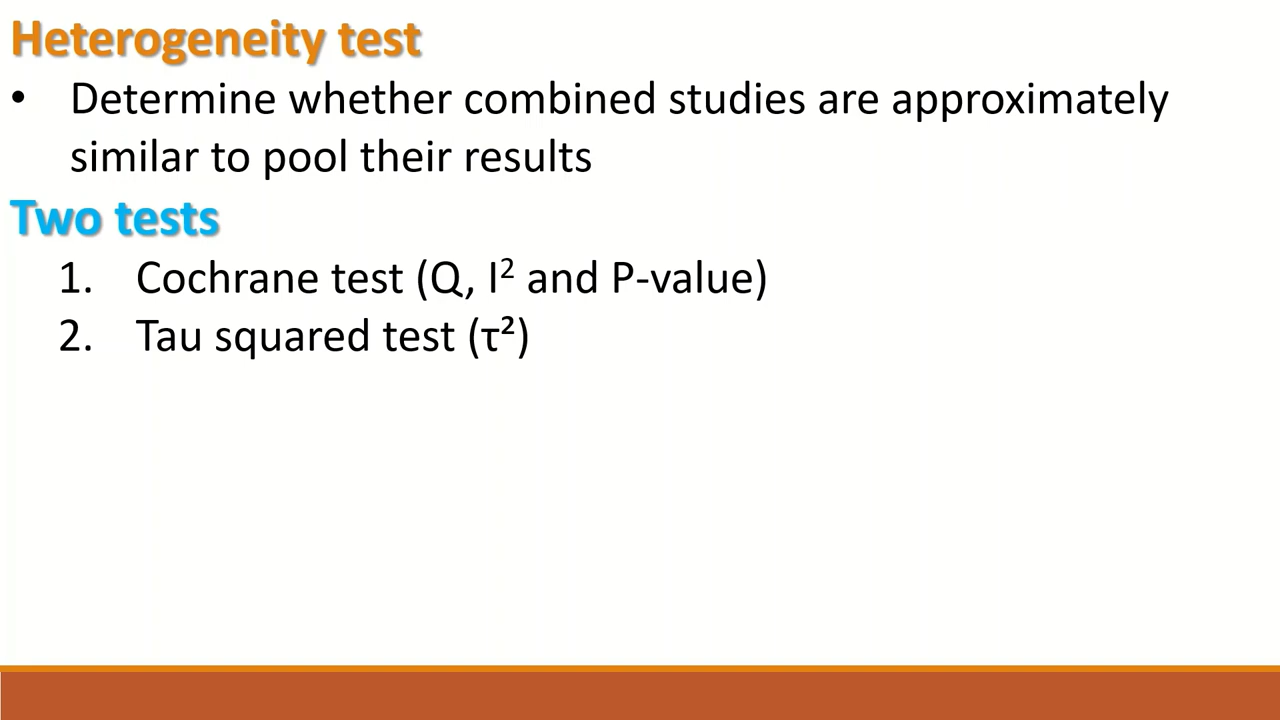 Heterogeneity test
• Determine whether combined studies are approximately
similar to pool their results
Two tests
1. Cochrane test (Q, I² and P-value)
2. Tau squared test (τ²)